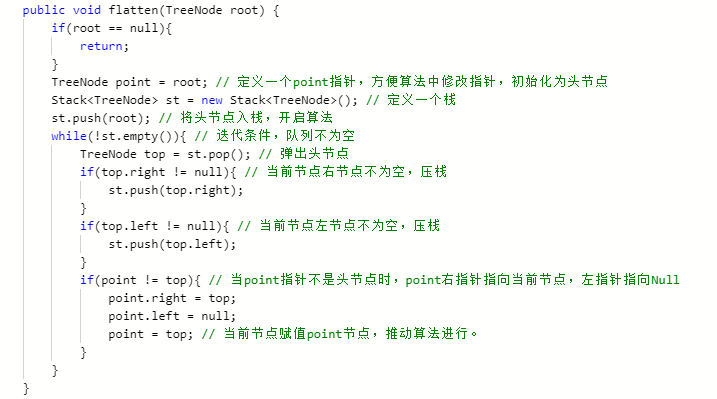 public void flatten(TreeNode root) {
    if(root == null){
        return;
    }
    TreeNode point = root; // 定义一个point指针，方便算法中修改指针，初始化为头节点
    Stack<TreeNode> st = new Stack<TreeNode>(); // 定义一个栈
    st.push(root); // 将头节点入栈，开启算法
    while(!st.empty()){ // 迭代条件，队列不为空
        TreeNode top = st.pop(); // 弹出头节点
        if(top.right != null){ // 当前节点右节点不为空，压栈
            st.push(top.right);
        }
        if(top.left != null){ // 当前节点左节点不为空，压栈
            st.push(top.left);
        }
        if(point != top){ // 当point指针不是头节点时，point右指针指向当前节点，左指针指向Null
            point.right = top;
            point.left = null;
            point = top; // 当前节点赋值point节点，推动算法进行。
        }
    }
}